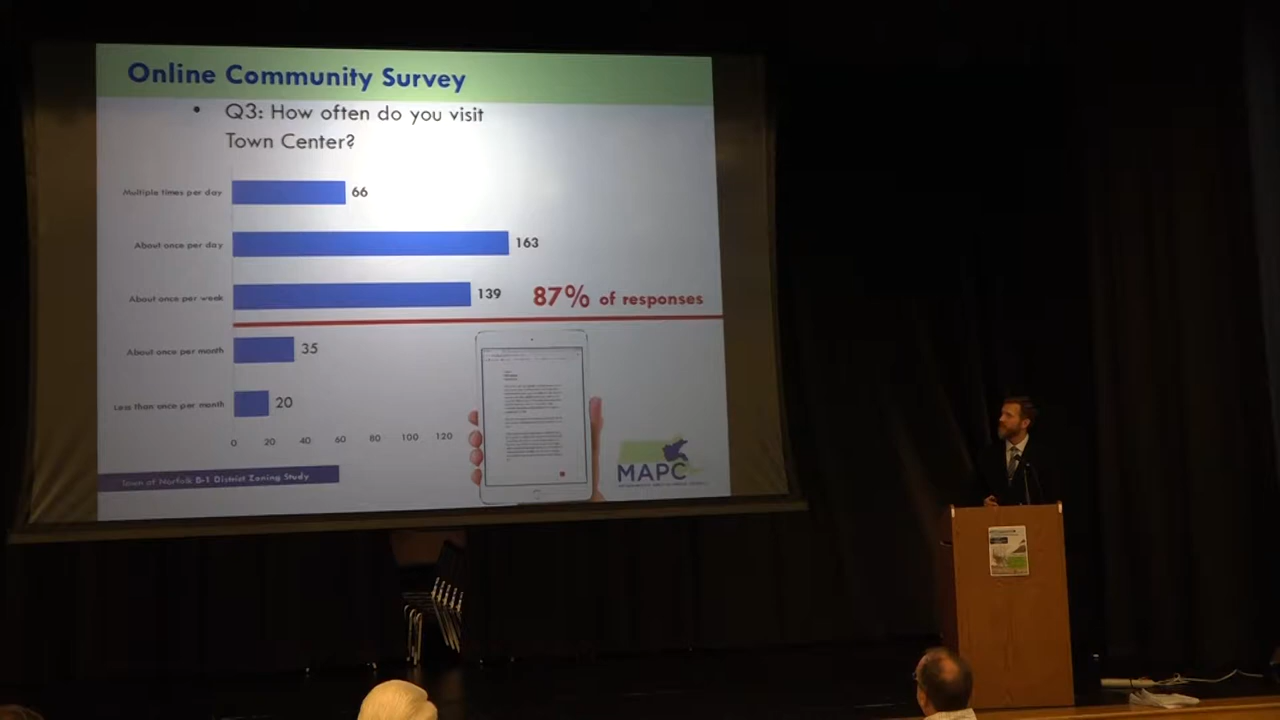 Online Community Survey
• Q3: How often do you visit
Town Center?
Multiple times per day 66
About once per day 163
About once per week 139 87% of responses
About once per month 35
Less than once per month 20
0 20 40 60 80 100 120
Town of Norfolk B-1 District Zoning Study
MAPC